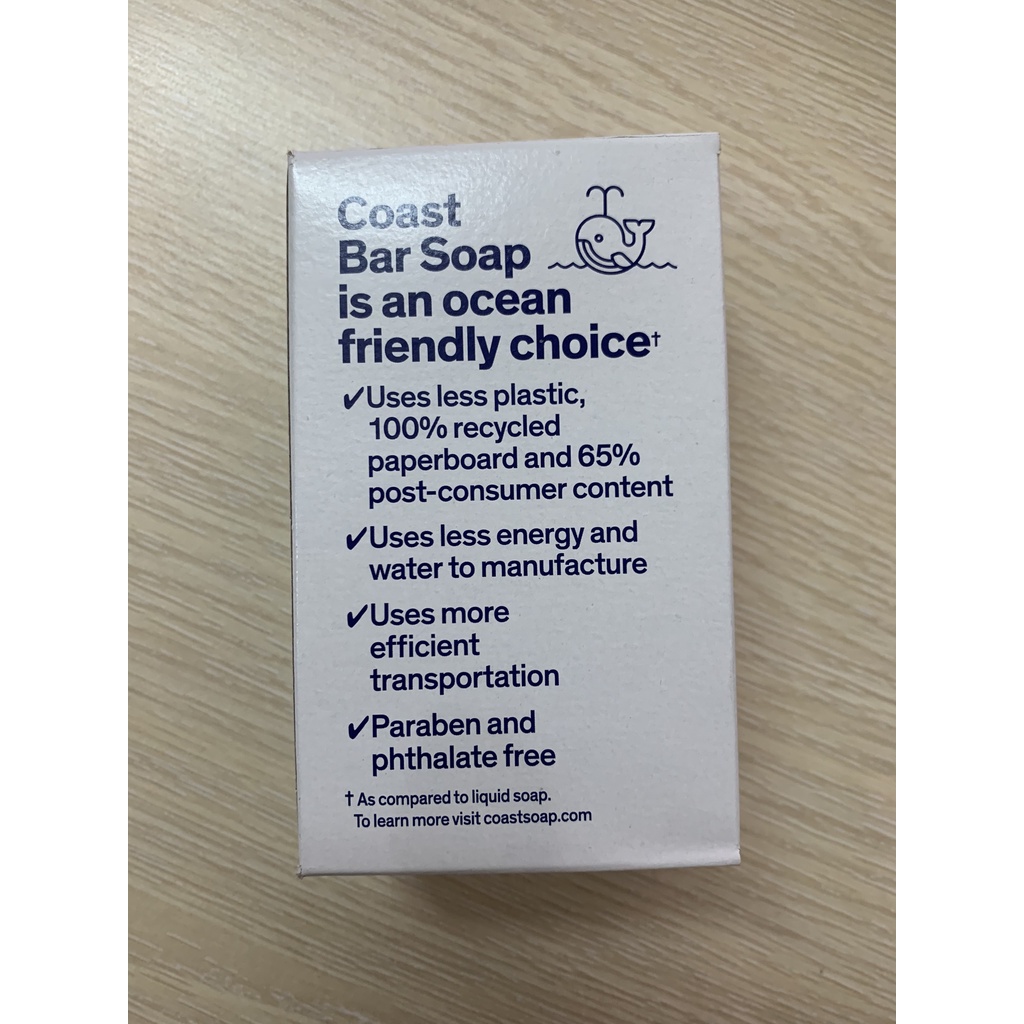 Coast
Bar Soap
is an ocean
friendly choice†
✓Uses less plastic,
100% recycled
paperboard and 65%
post-consumer content
✓Uses less energy and
water to manufacture
✓Uses more
efficient
transportation
✓Paraben and
phthalate free
† As compared to liquid soap.
To learn more visit coastsoap.com